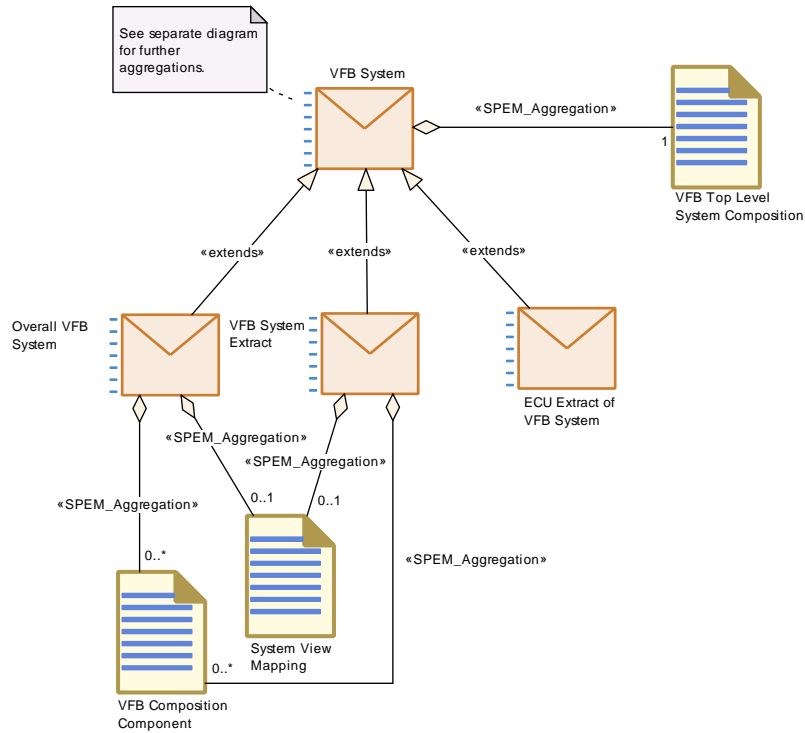 See separate diagram
for further
aggregations.
VFB System
«SPEM_Aggregation»
1
VFB Top Level
System Composition
«extends»
«extends»
«extends»
Overall VFB
System
VFB System
Extract
ECU Extract of
VFB System
«SPEM_Aggregation»
«SPEM_Aggregation»
«SPEM_Aggregation»
0..1
0..1
0..*
«SPEM_Aggregation»
System View
Mapping
0..*
VFB Composition
Component